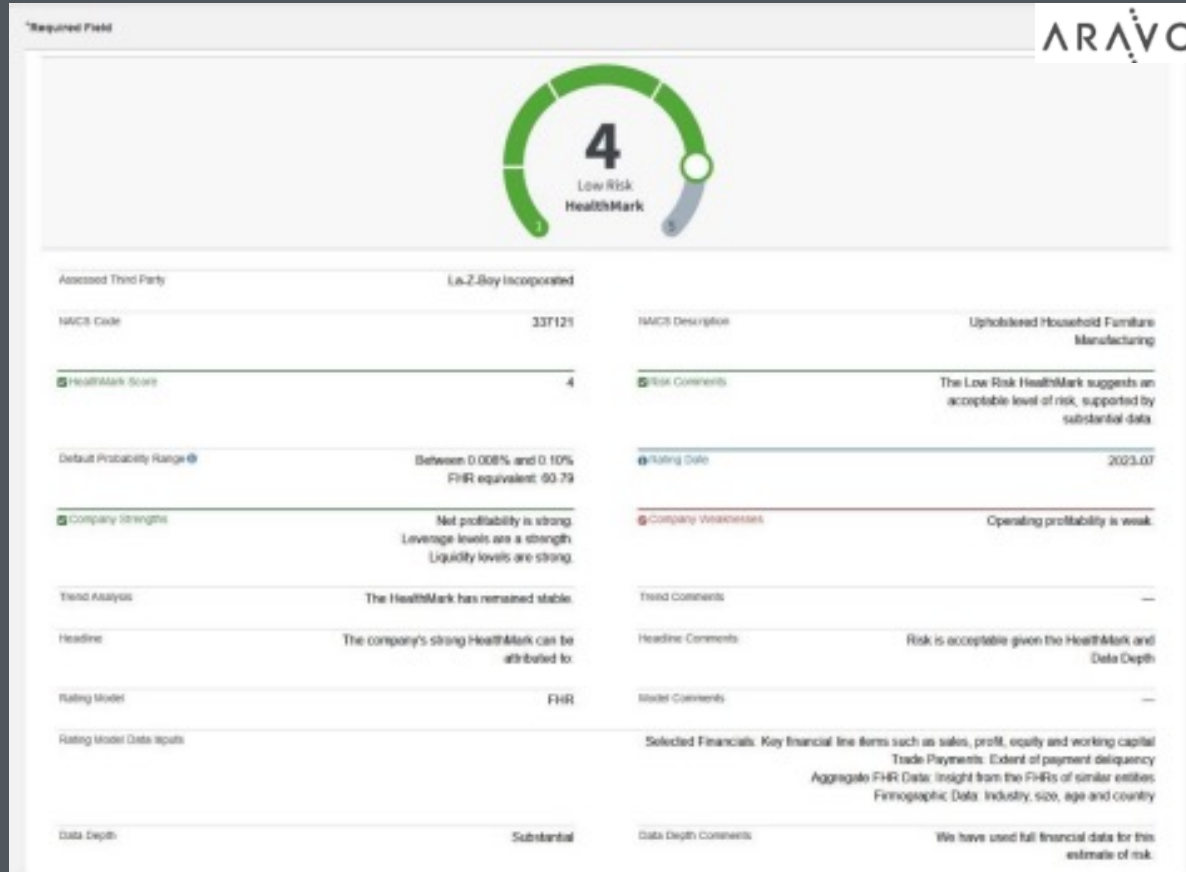 *Required Field
ARAVO
4
Low Risk
HealthMark
1
5
Assessed Third Party
La-Z-Boy Incorporated
NAICS Code
337121
NAICS Description
Upholstered Household Furniture
Manufacturing
HealthMark Score
4
Risk Comments
The Low Risk HealthMark suggests an
acceptable level of risk, supported by
substantial data.
Default Probability Range
Between 0.008% and 0.10%
FHR equivalent: 60-79
Rating Date
2023-07
Company Strengths
Net profitability is strong.
Leverage levels are a strength.
Liquidity levels are strong.
Company Weaknesses
Operating profitability is weak.
Trend Analysis
The HealthMark has remained stable.
Trend Comments
—
Headline
The company's strong HealthMark can be
attributed to:
Headline Comments
Risk is acceptable given the HealthMark and
Data Depth
Rating Model
FHR
Model Comments
—
Rating Model Data Inputs
Selected Financials: Key financial line items such as sales, profit, equity and working capital
Trade Payments: Extent of payment deliquency
Aggregate FHR Data: Insight from the FHRs of similar entities
Firmographic Data: Industry, size, age and country
Data Depth
Substantial
Data Depth Comments
We have used full financial data for this
estimate of risk.